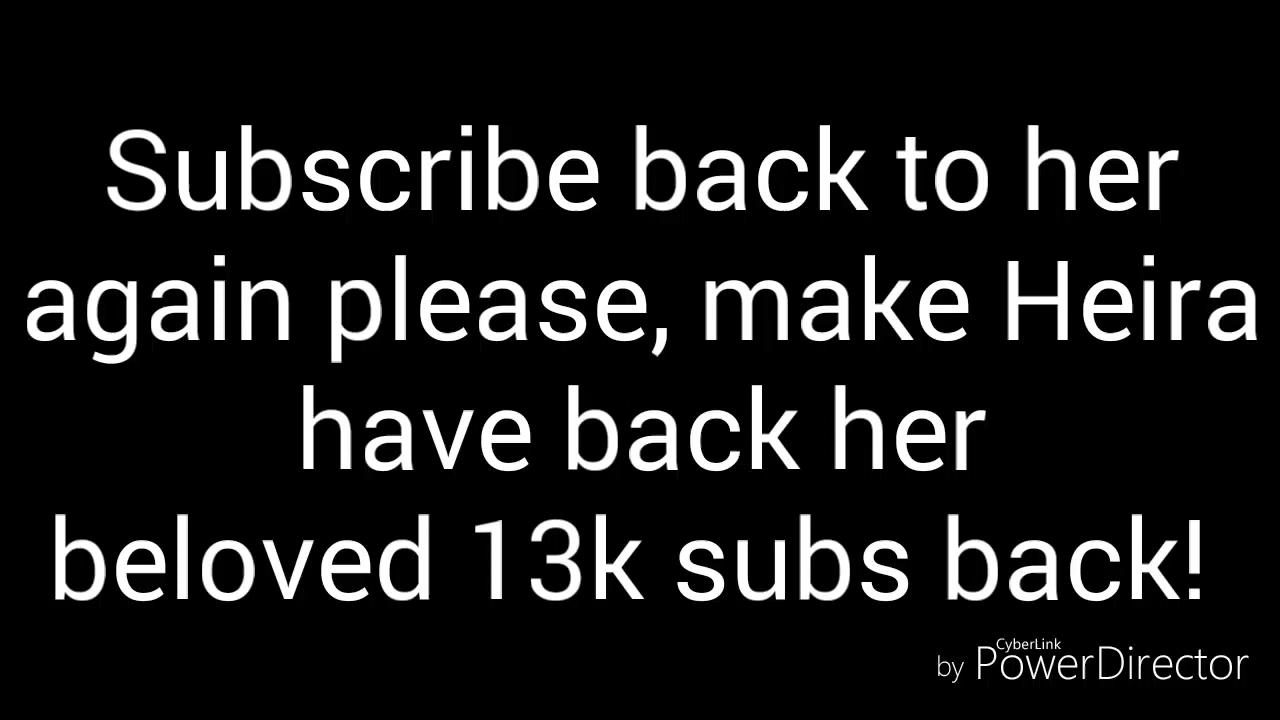 Subscribe back to her
again please, make Heira
have back her
beloved 13k subs back!
CyberLink
by PowerDirector